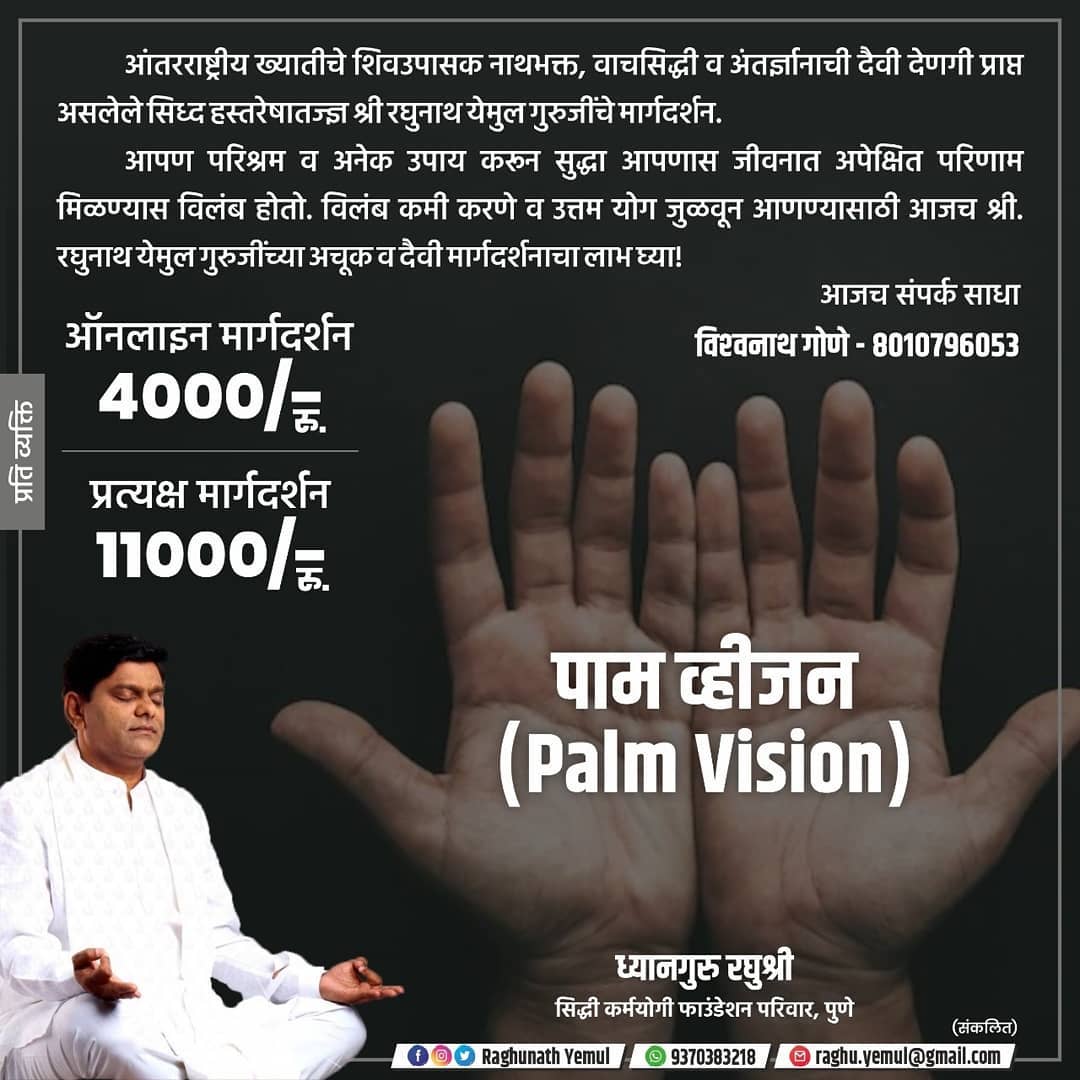 आंतरराष्ट्रीय ख्यातीचे शिवउपासक नाथभक्त, वाचसिद्धी व अंतर्ज्ञानाची दैवी देणगी प्राप्त
असलेले सिध्द हस्तरेषातज्ज्ञ श्री रघुनाथ येमुल गुरुजींचे मार्गदर्शन.
आपण परिश्रम व अनेक उपाय करून सुद्धा आपणास जीवनात अपेक्षित परिणाम
मिळण्यास विलंब होतो. विलंब कमी करणे व उत्तम योग जुळवून आणण्यासाठी आजच श्री.
रघुनाथ येमुल गुरुजींच्या अचूक व दैवी मार्गदर्शनाचा लाभ घ्या!
आजच संपर्क साधा
विश्वनाथ गोणे - 8010796053
ऑनलाइन मार्गदर्शन
4000/- रु.
प्रति व्यक्ति
प्रत्यक्ष मार्गदर्शन
11000/- रु.
पाम व्हीजन
(Palm Vision)
ध्यानगुरु रघुश्री
सिद्धी कर्मयोगी फाउंडेशन परिवार, पुणे
(संकलित)
Raghunath Yemul 9370383218 raghu.yemul@gmail.com